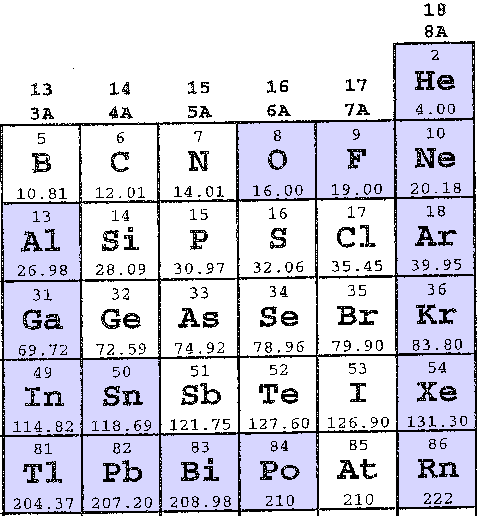 18
8A
2
13 14 15 16 17 He
3A 4A 5A 6A 7A 4.00
5 6 7 8 9 10
B C N O F Ne
10.81 12.01 14.01 16.00 19.00 20.18
13 14 15 16 17 18
Al Si P S Cl Ar
26.98 28.09 30.97 32.06 35.45 39.95
31 32 33 34 35 36
Ga Ge As Se Br Kr
69.72 72.59 74.92 78.96 79.90 83.80
49 50 51 52 53 54
In Sn Sb Te I Xe
114.82 118.69 121.75 127.60 126.90 131.30
81 82 83 84 85 86
Tl Pb Bi Po At Rn
204.37 207.20 208.98 210 210 222